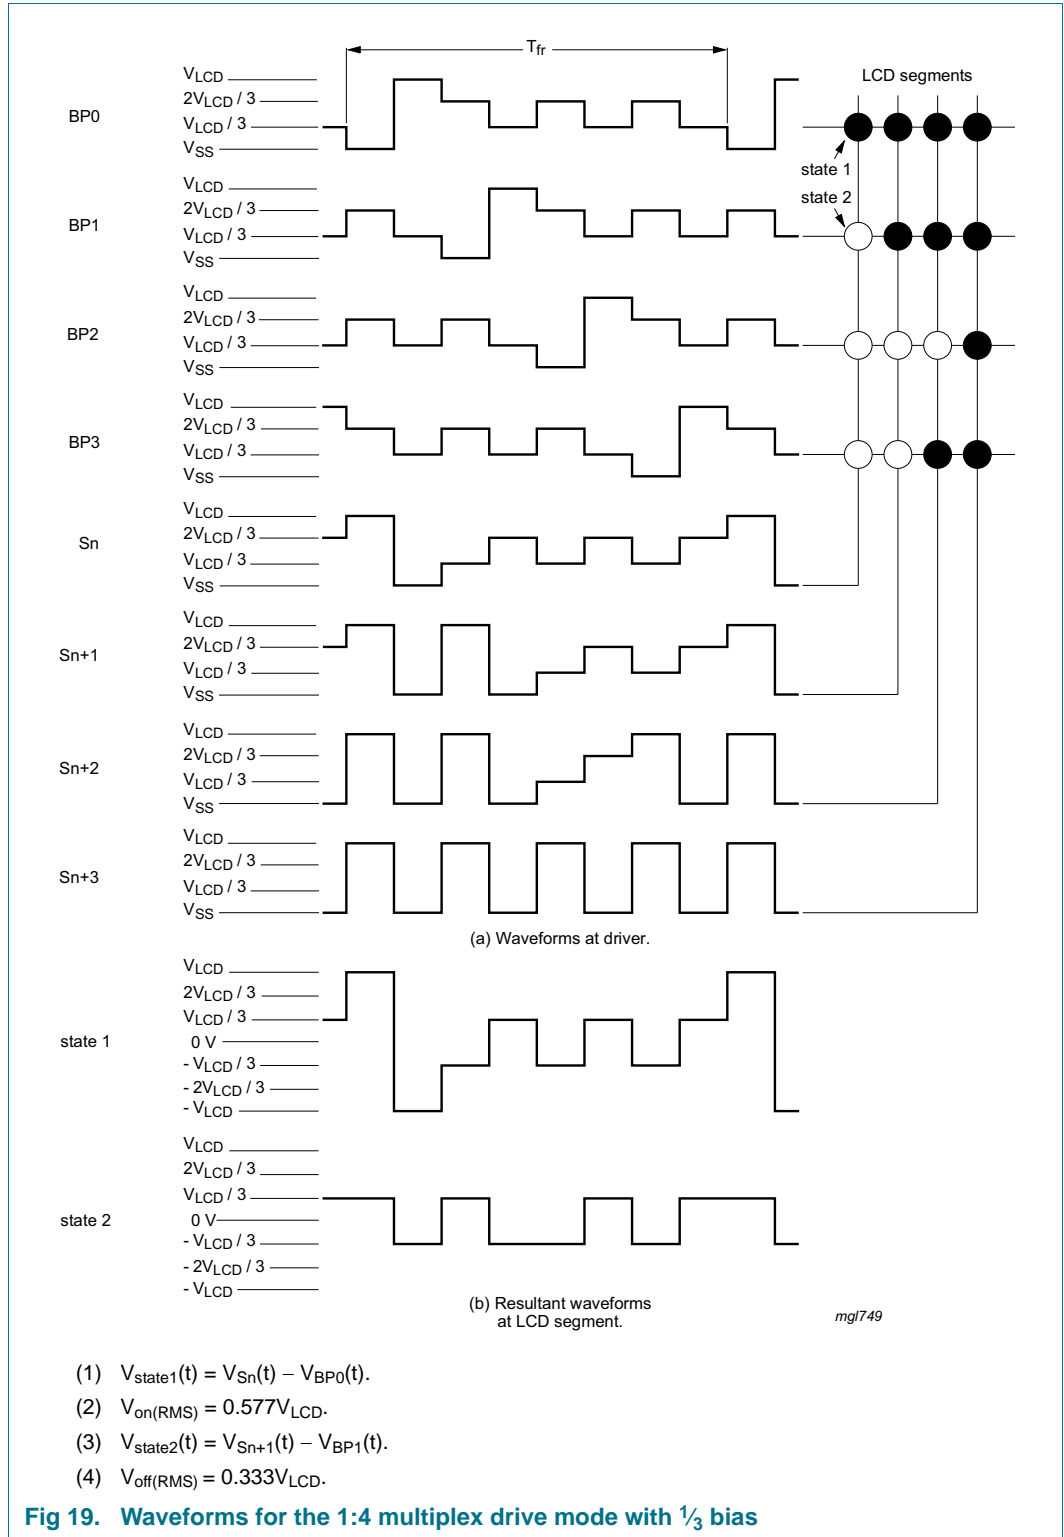 Tfr
LCD segments
BP0
VLCD
2VLCD / 3
VLCD / 3
VSS
state 1
state 2
BP1
VLCD
2VLCD / 3
VLCD / 3
VSS
BP2
VLCD
2VLCD / 3
VLCD / 3
VSS
BP3
VLCD
2VLCD / 3
VLCD / 3
VSS
Sn
VLCD
2VLCD / 3
VLCD / 3
VSS
Sn+1
VLCD
2VLCD / 3
VLCD / 3
VSS
Sn+2
VLCD
2VLCD / 3
VLCD / 3
VSS
Sn+3
VLCD
2VLCD / 3
VLCD / 3
VSS
(a) Waveforms at driver.
state 1
VLCD
2VLCD / 3
VLCD / 3
0 V
- VLCD / 3
- 2VLCD / 3
- VLCD
state 2
VLCD
2VLCD / 3
VLCD / 3
0 V
- VLCD / 3
- 2VLCD / 3
- VLCD
(b) Resultant waveforms
at LCD segment.
mgl749
(1) Vstate1(t) = VSn(t) − VBP0(t).
(2) Von(RMS) = 0.577VLCD.
(3) Vstate2(t) = VSn+1(t) − VBP1(t).
(4) Voff(RMS) = 0.333VLCD.
Fig 19. Waveforms for the 1:4 multiplex drive mode with 1⁄3 bias